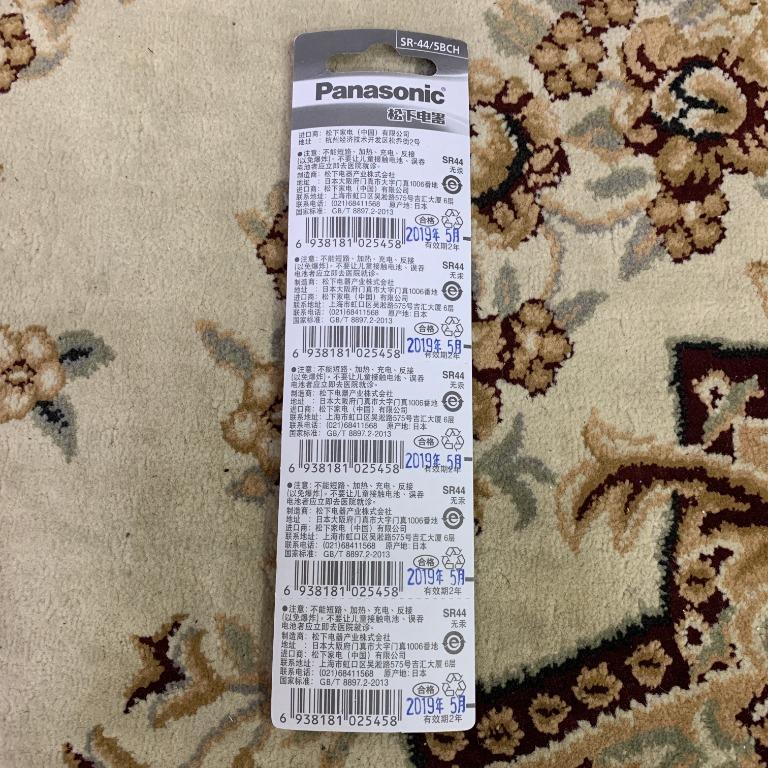 SR-44/5BCH
Panasonic
松下电器
进口商：松下家电（中国）有限公司
地址 ：杭州经济技术开发区松乔街2号
●注意：不能短路、加热、充电、反接
(以免爆炸)。不要让儿童接触电池、误吞
电池者应立即去医院就诊。
SR44
无汞
制造商：松下电器产业株式会社
地址 ：日本大阪府门真市大字门真1006番地
进口商：松下家电（中国）有限公司
联系地址：上海市虹口区吴淞路575号吉汇大厦 6层
联系电话：(021)68411568 原产地：日本
国家标准：GB/T 8897.2-2013
合格
6 938181 025458
2019年 5月
有效期2年
●注意：不能短路、加热、充电、反接
(以免爆炸)。不要让儿童接触电池、误吞
电池者应立即去医院就诊。
SR44
无汞
制造商：松下电器产业株式会社
地址 ：日本大阪府门真市大字门真1006番地
进口商：松下家电（中国）有限公司
联系地址：上海市虹口区吴淞路575号吉汇大厦 6层
联系电话：(021)68411568 原产地：日本
国家标准：GB/T 8897.2-2013
合格
6 938181 025458
2019年 5月
有效期2年
●注意：不能短路、加热、充电、反接
(以免爆炸)。不要让儿童接触电池、误吞
电池者应立即去医院就诊。
SR44
无汞
制造商：松下电器产业株式会社
地址 ：日本大阪府门真市大字门真1006番地
进口商：松下家电（中国）有限公司
联系地址：上海市虹口区吴淞路575号吉汇大厦 6层
联系电话：(021)68411568 原产地：日本
国家标准：GB/T 8897.2-2013
合格
6 938181 025458
2019年 5月
有效期2年
●注意：不能短路、加热、充电、反接
(以免爆炸)。不要让儿童接触电池、误吞
电池者应立即去医院就诊。
SR44
无汞
制造商：松下电器产业株式会社
地址 ：日本大阪府门真市大字门真1006番地
进口商：松下家电（中国）有限公司
联系地址：上海市虹口区吴淞路575号吉汇大厦 6层
联系电话：(021)68411568 原产地：日本
国家标准：GB/T 8897.2-2013
合格
6 938181 025458
2019年 5月
有效期2年
●注意：不能短路、加热、充电、反接
(以免爆炸)。不要让儿童接触电池、误吞
电池者应立即去医院就诊。
SR44
无汞
制造商：松下电器产业株式会社
地址 ：日本大阪府门真市大字门真1006番地
进口商：松下家电（中国）有限公司
联系地址：上海市虹口区吴淞路575号吉汇大厦 6层
联系电话：(021)68411568 原产地：日本
国家标准：GB/T 8897.2-2013
合格
6 938181 025458
2019年 5月
有效期2年